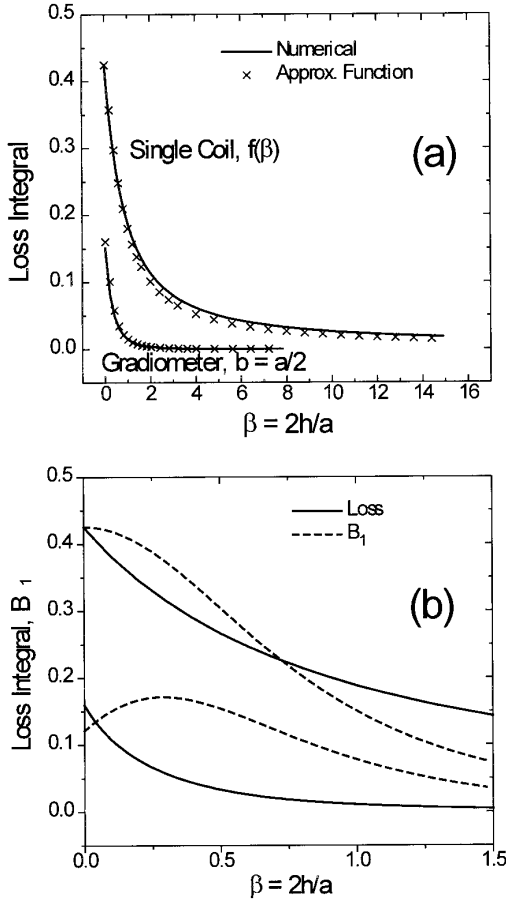 0.5
0.4
0.3
0.2
0.1
0.0
Loss Integral
Numerical
× Approx. Function
Single Coil, f(β)
(a)
Gradiometer, b = a/2
0 2 4 6 8 10 12 14 16
β = 2h/a
0.5
0.4
0.3
0.2
0.1
0.0
Loss Integral, B₁
Loss
B₁
(b)
0.0 0.5 1.0 1.5
β = 2h/a